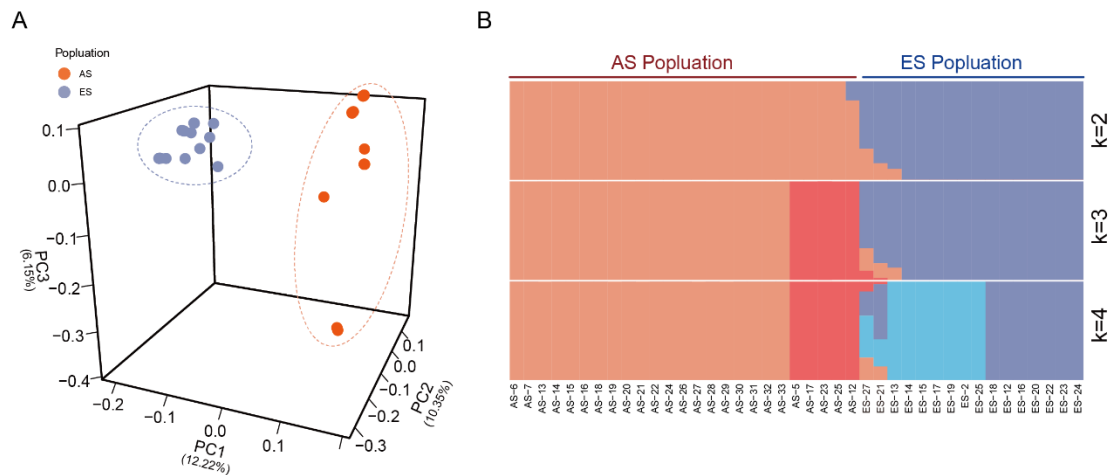 A
Popluation
AS
ES
0.1
0.0
−0.1
−0.2
−0.3
−0.4
PC3
(6.15%)
−0.2
−0.1
0.0
0.1
PC1
(12.22%)
0.1
0.0
−0.1
−0.2
−0.3
PC2
(10.35%)
B
AS Popluation
ES Popluation
k=2
k=3
k=4
AS-6
AS-7
AS-13
AS-14
AS-15
AS-16
AS-18
AS-19
AS-20
AS-21
AS-22
AS-24
AS-26
AS-27
AS-28
AS-29
AS-30
AS-31
AS-32
AS-33
AS-5
AS-17
AS-23
AS-25
AS-12
ES-27
ES-21
ES-13
ES-14
ES-15
ES-17
ES-19
ES-2
ES-25
ES-18
ES-12
ES-16
ES-20
ES-22
ES-23
ES-24